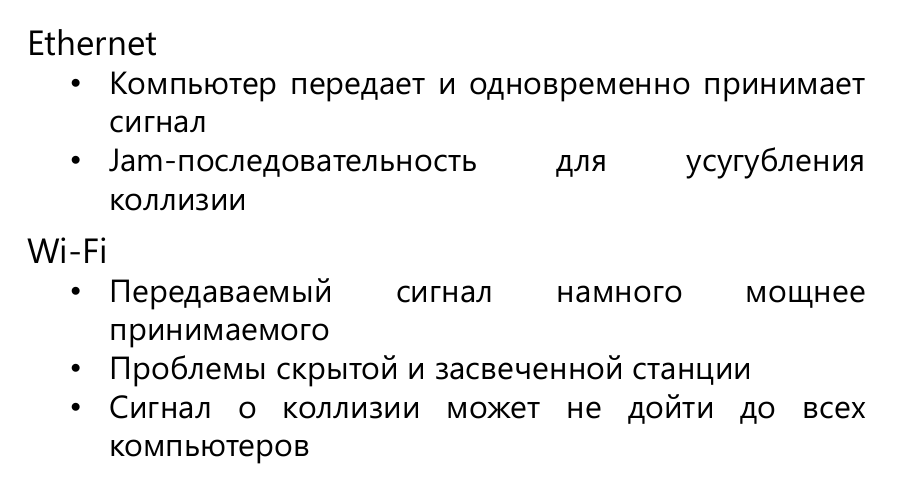 Ethernet
• Компьютер передает и одновременно принимает
сигнал
• Jam-последовательность для усугубления
коллизии
Wi-Fi
• Передаваемый сигнал намного мощнее
принимаемого
• Проблемы скрытой и засвеченной станции
• Сигнал о коллизии может не дойти до всех
компьютеров